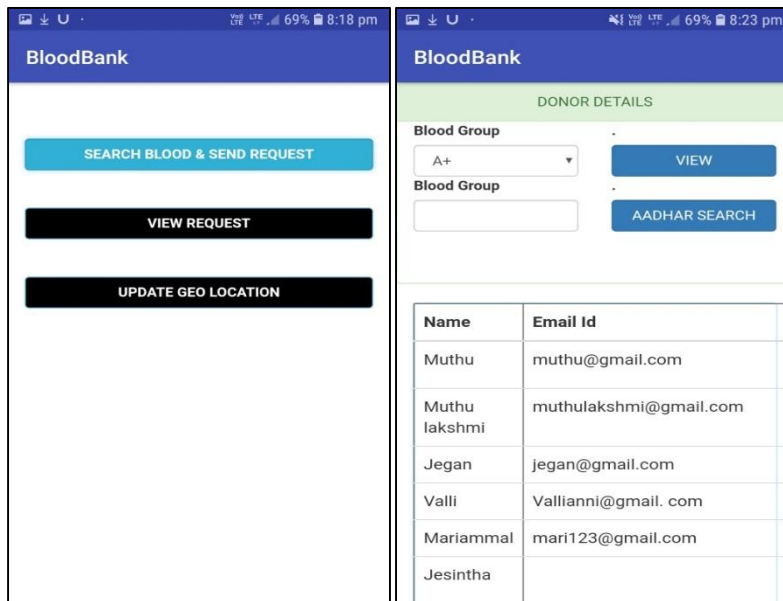 69% 8:18 pm
BloodBank
SEARCH BLOOD & SEND REQUEST
VIEW REQUEST
UPDATE GEO LOCATION
69% 8:23 pm
BloodBank
DONOR DETAILS
Blood Group .
A+ VIEW
Blood Group .
AADHAR SEARCH
Name Email Id
Muthu muthu@gmail.com
Muthu muthulakshmi@gmail.com
lakshmi
Jegan jegan@gmail.com
Valli Vallianni@gmail. com
Mariammal mari123@gmail.com
Jesintha